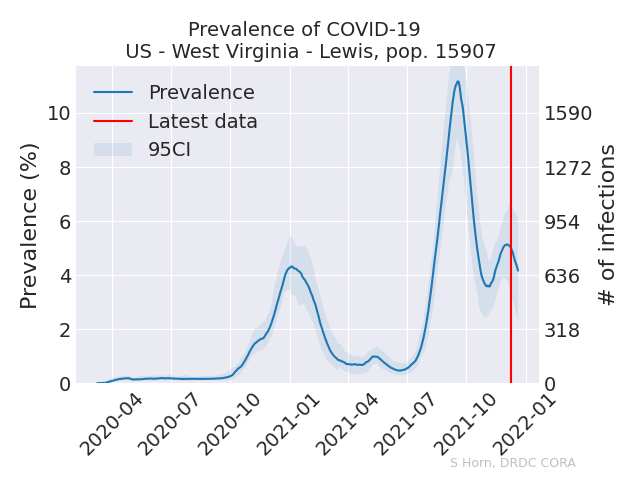 Prevalence of COVID-19
US - West Virginia - Lewis, pop. 15907
Prevalence
Latest data
95CI
Prevalence (%)
10
8
6
4
2
0
1590
1272
954
636
318
0
# of infections
2020-04
2020-07
2020-10
2021-01
2021-04
2021-07
2021-10
2022-01
S Horn, DRDC CORA